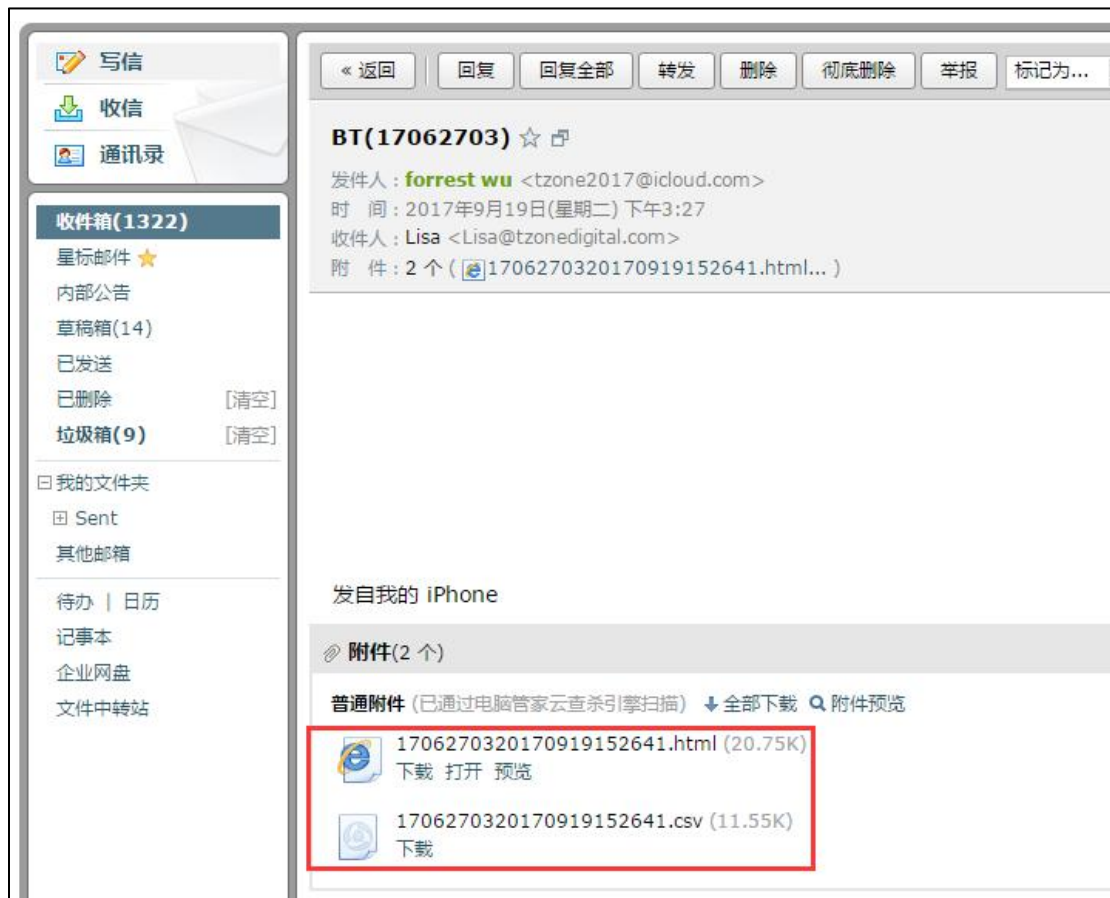 写信
收信
通讯录
收件箱(1322)
星标邮件
内部公告
草稿箱(14)
已发送
已删除 [清空]
垃圾箱(9) [清空]
我的文件夹
Sent
其他邮箱
待办 | 日历
记事本
企业网盘
文件中转站
« 返回 回复 回复全部 转发 删除 彻底删除 举报 标记为...
BT(17062703)
发件人：forrest wu <tzone2017@icloud.com>
时 间：2017年9月19日(星期二) 下午3:27
收件人：Lisa <Lisa@tzonedigital.com>
附 件：2 个 ( 1706270320170919152641.html... )
发自我的 iPhone
附件(2 个)
普通附件 (已通过电脑管家云查杀引擎扫描) 全部下载 附件预览
1706270320170919152641.html (20.75K)
下载 打开 预览
1706270320170919152641.csv (11.55K)
下载